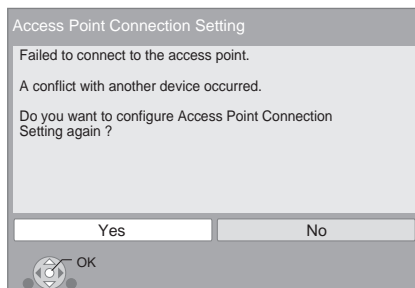 Access Point Connection Setting
Failed to connect to the access point.
A conflict with another device occurred.
Do you want to configure Access Point Connection
Setting again ?
Yes
No
OK